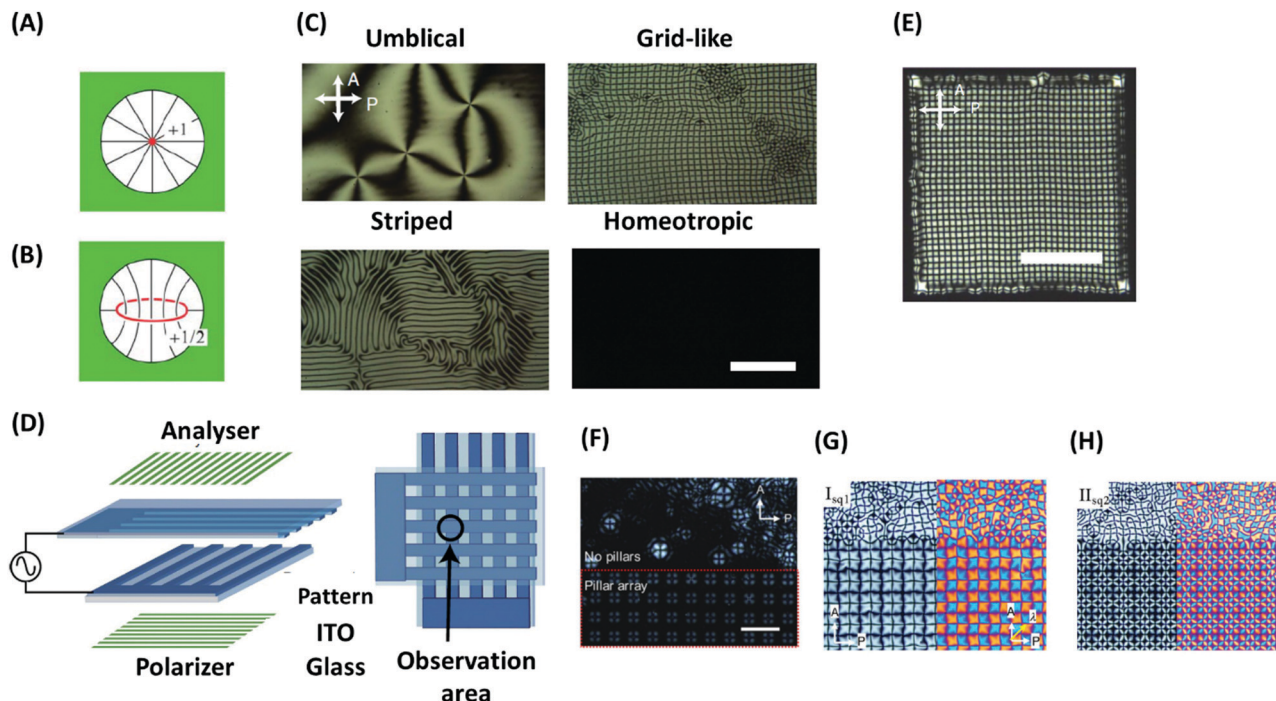 (A)
+1
(B)
+1/2
(C)
Umblical
Grid-like
A
P
Striped
Homeotropic
(D)
Analyser
Polarizer
Pattern
ITO
Glass
Observation
area
(E)
A
P
(F)
A
P
No pillars
Pillar array
(G)
Isq1
A
P
A
λ
P
(H)
IIsq2